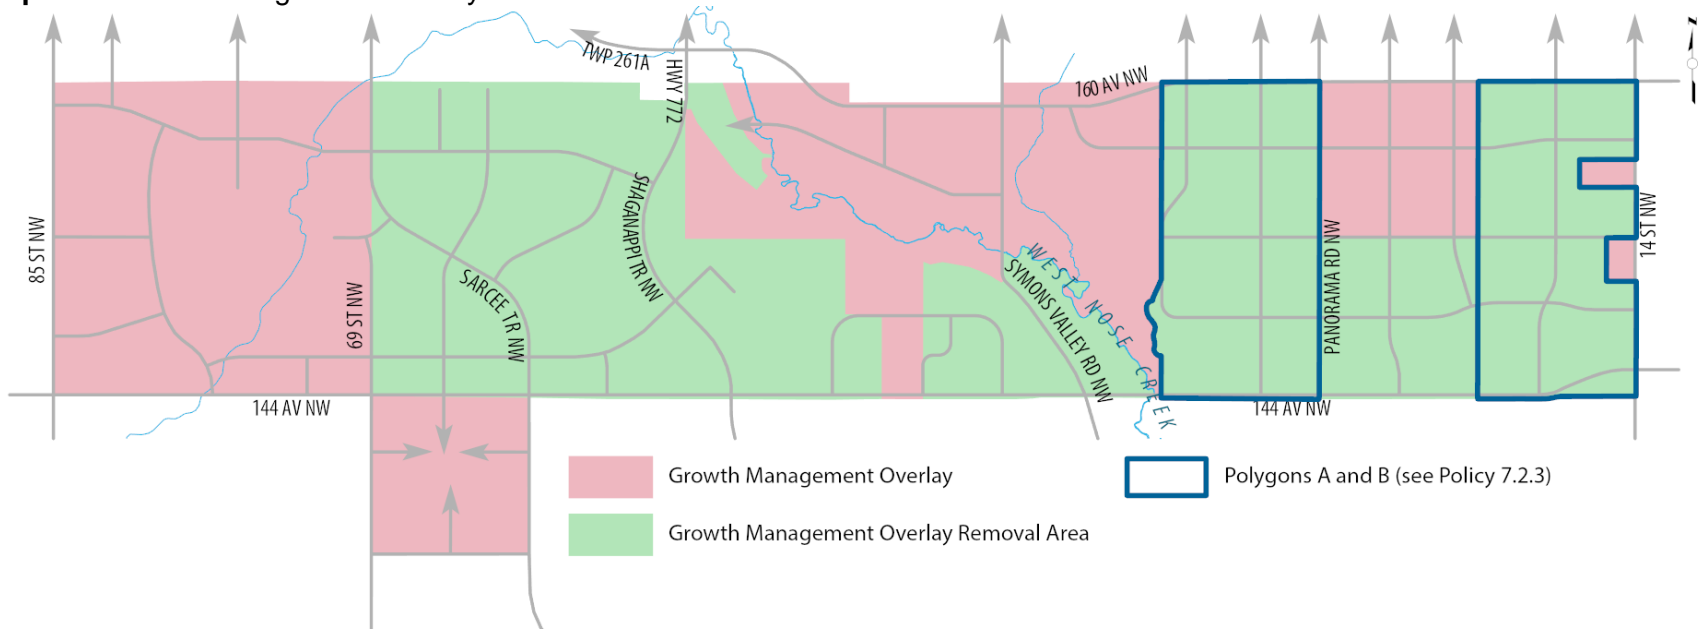 TWP 261A
HWY 772
160 AV NW
85 ST NW
SHAGANAPPI TR NW
14 ST NW
PANORAMA RD NW
WEST NOSE CREEK
SARCEE TR NW
69 ST NW
SYMONS VALLEY RD NW
144 AV NW
144 AV NW
Growth Management Overlay
Polygons A and B (see Policy 7.2.3)
Growth Management Overlay Removal Area